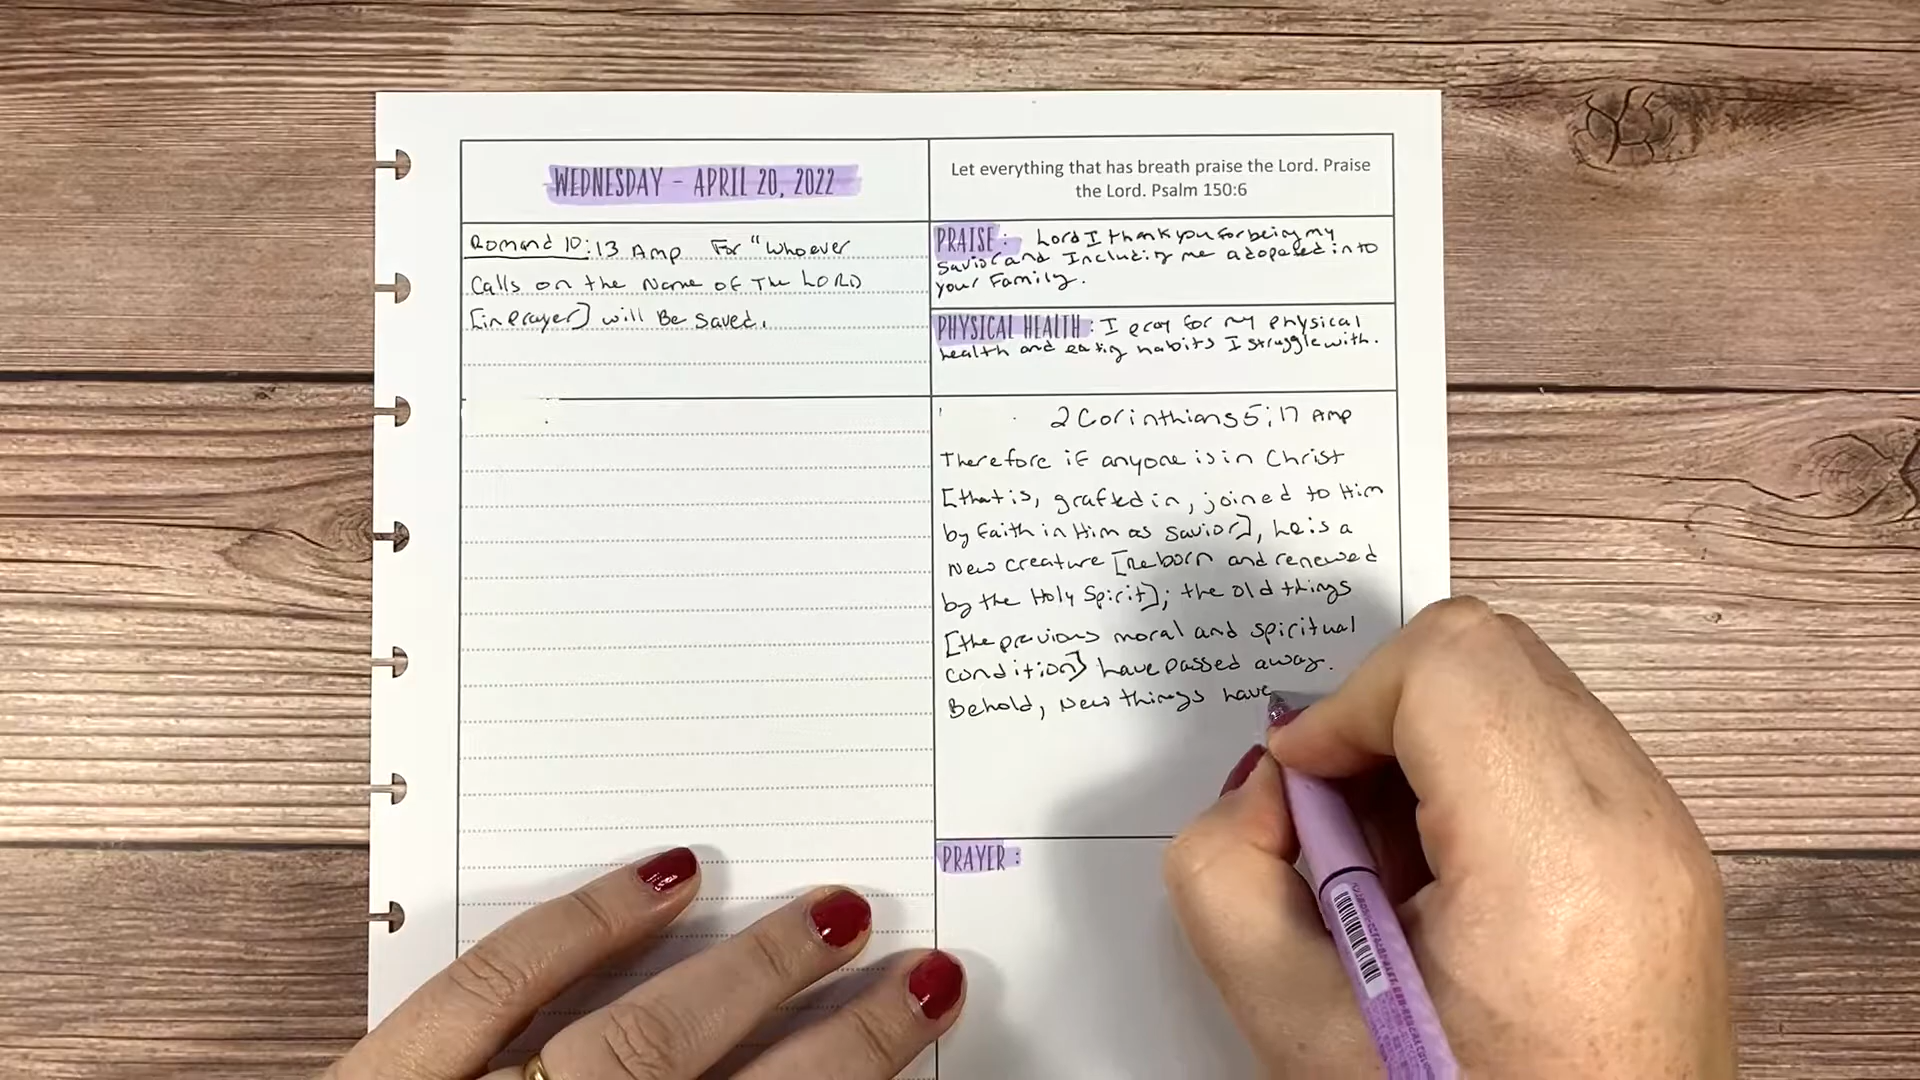 WEDNESDAY - APRIL 20, 2022
Let everything that has breath praise the Lord. Praise
the Lord. Psalm 150:6
Romand 10:13 Amp For "Whoever
Calls on the Name of The LORD
[in Prayer] will Be Saved.
PRAISE: Lord I thank you for being my
Savior and Including me adopated into
your Family.
PHYSICAL HEALTH: I pray for my physical
health and eating habits I struggle with.
2 Corinthians 5:17 Amp
Therefore if anyone is in Christ
[that is, grafted in, joined to Him
by Faith in Him as Savior], he is a
New creature [Reborn and renewed
by the Holy Spirit]; the old things
[the previous moral and spiritual
condition] have passed away.
Behold, New things have
PRAYER: